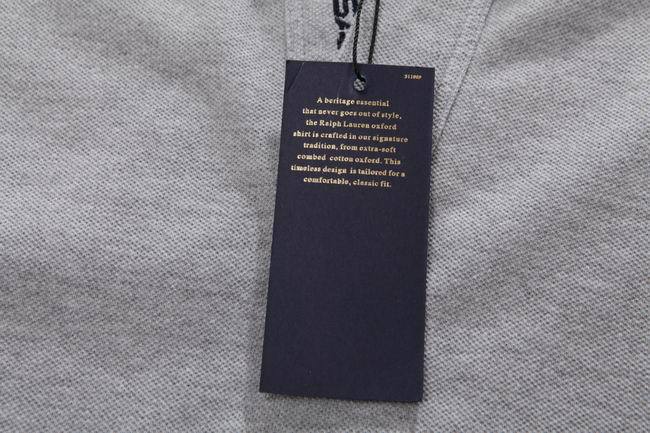 311809
A heritage essential
that never goes out of style,
the Ralph Lauren oxford
shirt is crafted in our signature
tradition, from extra-soft
combed cotton oxford. This
timeless design is tailored for a
comfortable, classic fit.